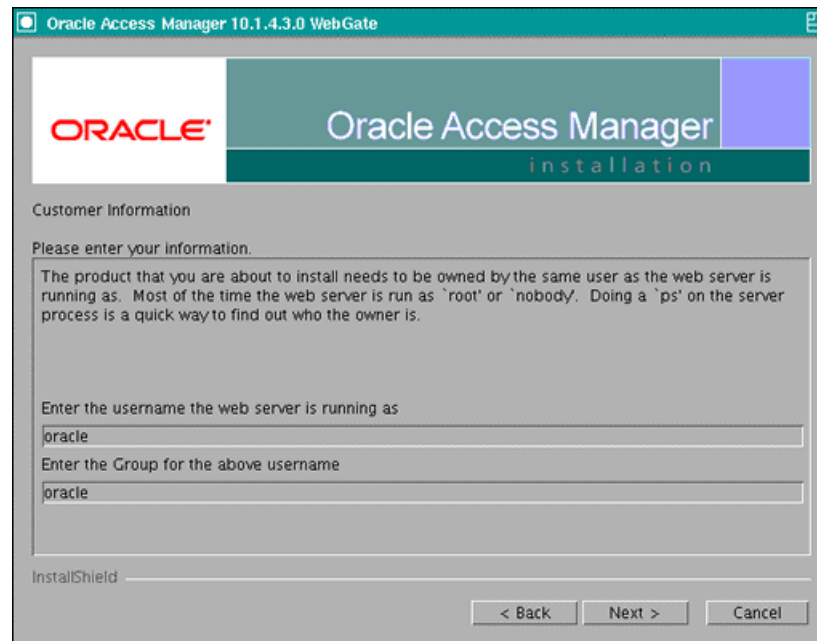 Oracle Access Manager 10.1.4.3.0 WebGate
ORACLE®
Oracle Access Manager
installation
Customer Information
Please enter your information.
The product that you are about to install needs to be owned by the same user as the web server is
running as. Most of the time the web server is run as `root' or `nobody'. Doing a `ps' on the server
process is a quick way to find out who the owner is.
Enter the username the web server is running as
oracle
Enter the Group for the above username
oracle
InstallShield
< Back
Next >
Cancel